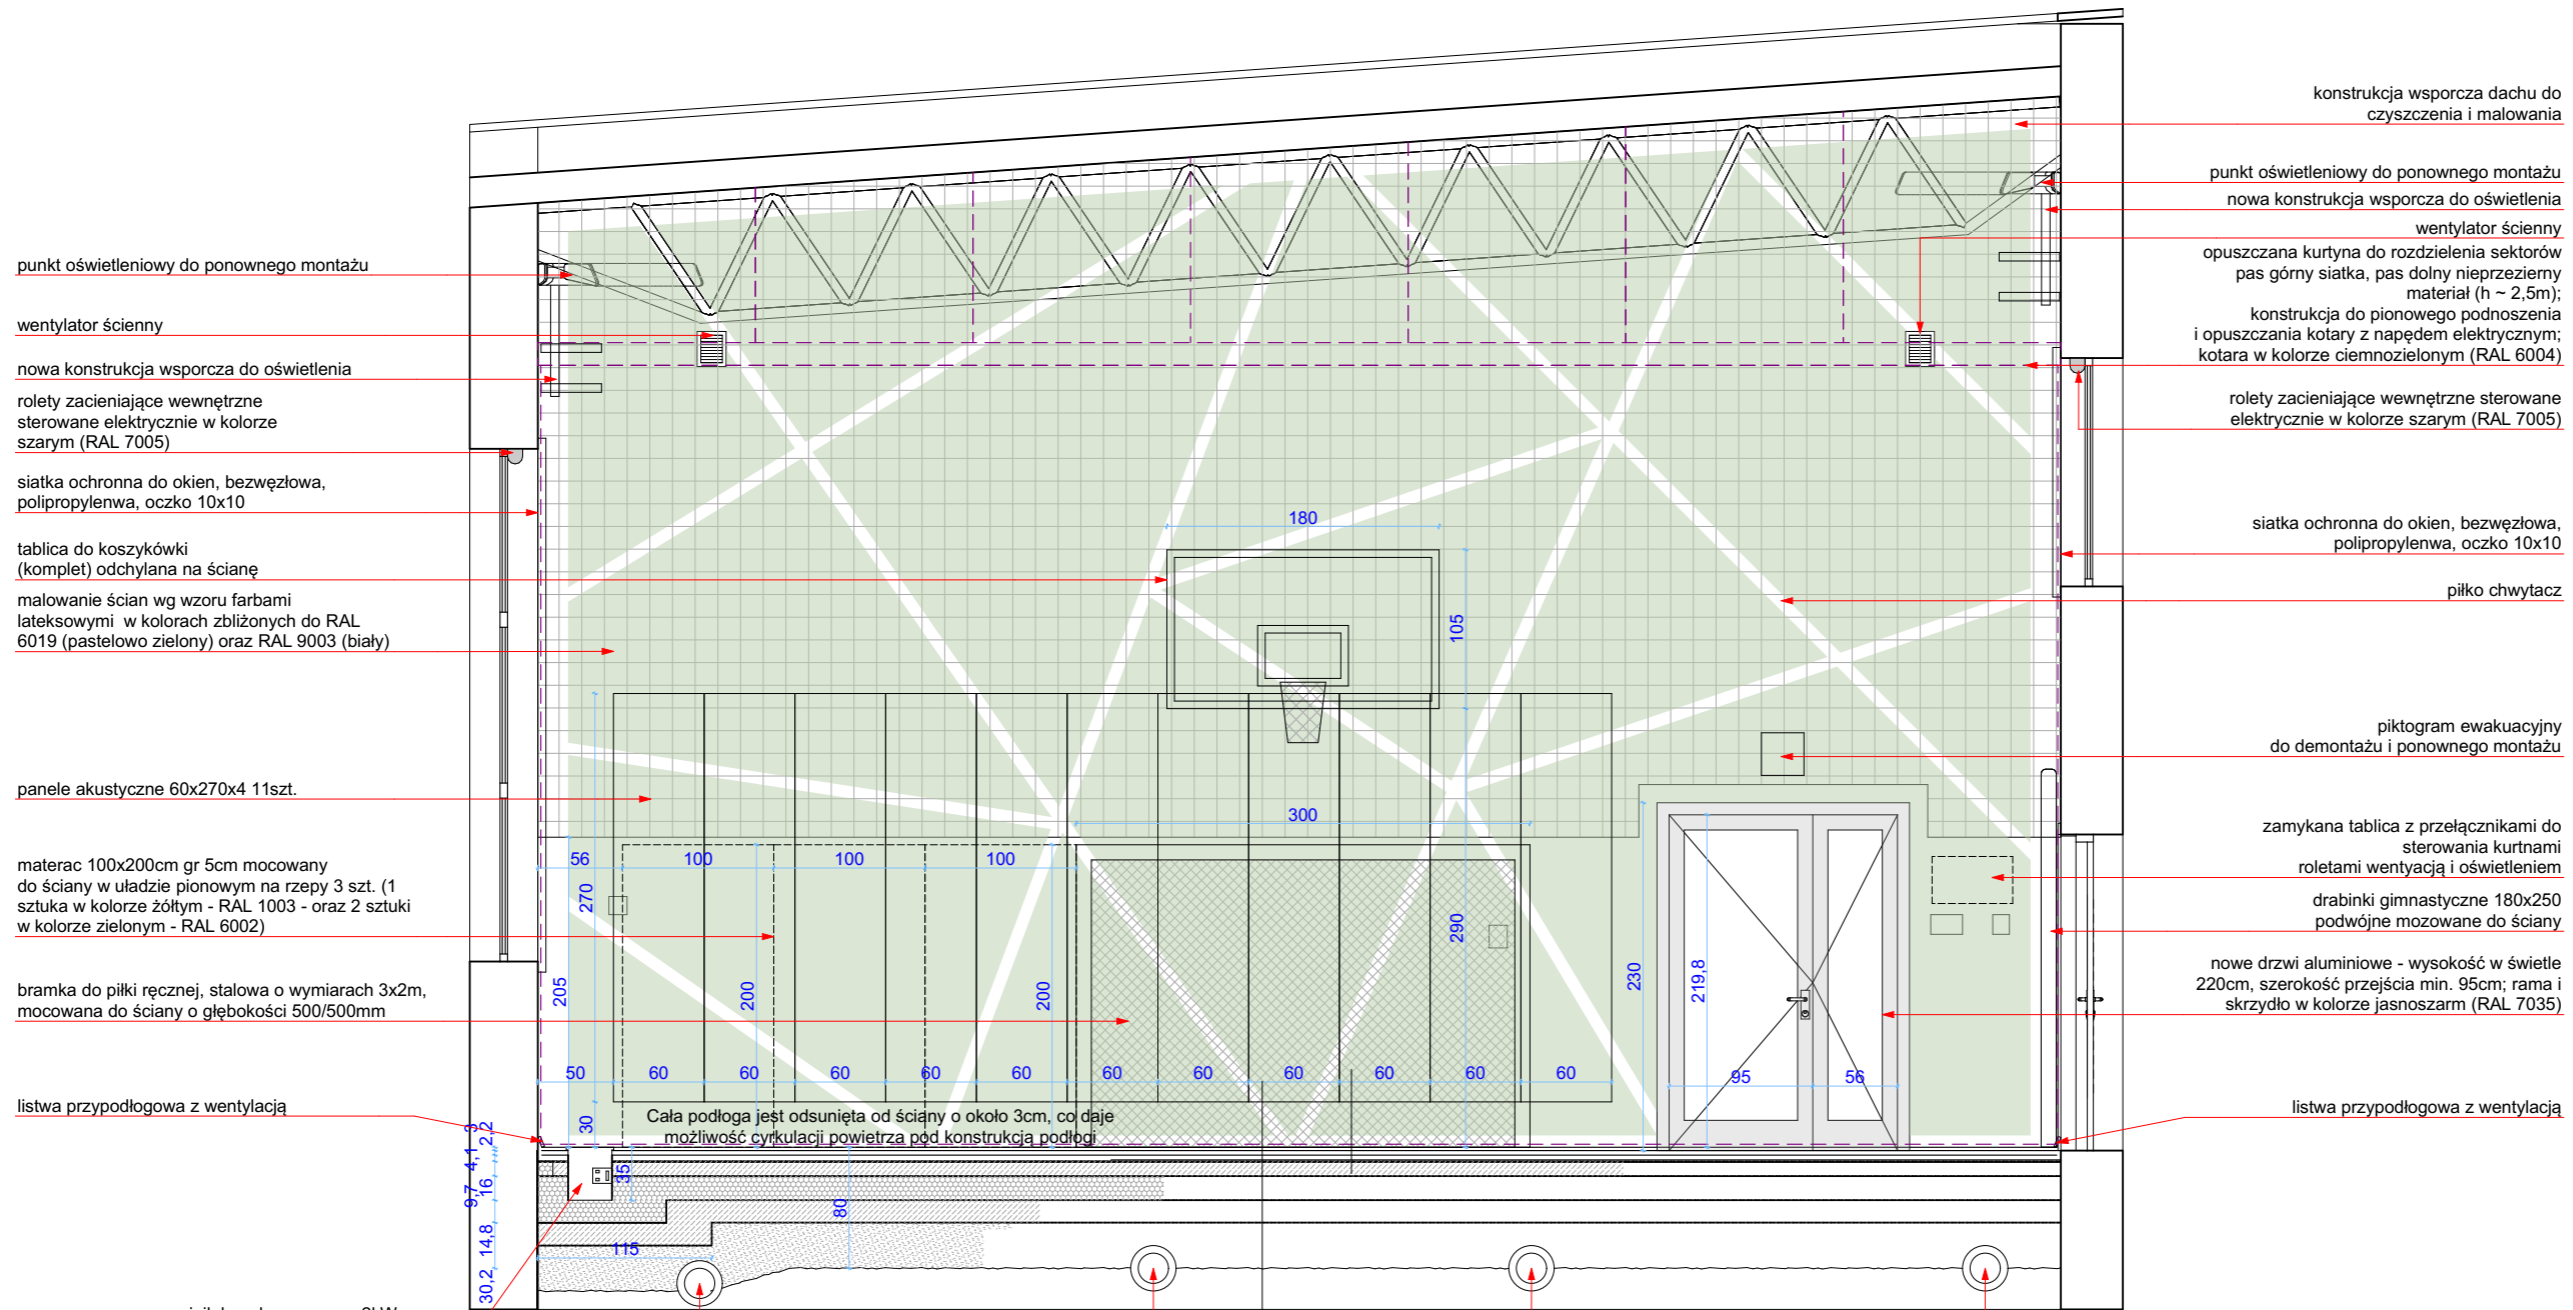 punkt oświetleniowy do ponownego montażu
wentylator ścienny
nowa konstrukcja wsporcza do oświetlenia
rolety zacieniające wewnętrzne
sterowane elektrycznie w kolorze
szarym (RAL 7005)
siatka ochronna do okien, bezwęzłowa,
polipropylenwa, oczko 10x10
tablica do koszykówki
(komplet) odchylana na ścianę
malowanie ścian wg wzoru farbami
lateksowymi w kolorach zbliżonych do RAL
6019 (pastelowo zielony) oraz RAL 9003 (biały)
panele akustyczne 60x270x4 11szt.
materac 100x200cm gr 5cm mocowany
do ściany w uładzie pionowym na rzepy 3 szt. (1
sztuka w kolorze żółtym - RAL 1003 - oraz 2 sztuki
w kolorze zielonym - RAL 6002)
bramka do piłki ręcznej, stalowa o wymiarach 3x2m,
mocowana do ściany o głębokości 500/500mm
listwa przypodłogowa z wentylacją
180
105
300
56
100
100
100
270
205
200
200
290
230
219,8
50
60
60
60
60
60
60
60
60
60
60
60
95
56
30
Cała podłoga jest odsunięta od ściany o około 3cm, co daje
możliwość cyrkulacji powietrza pod konstrukcją podłogi
3
2,2
4,1
16
9,7
14,8
30,2
35
80
115
konstrukcja wsporcza dachu do
czyszczenia i malowania
punkt oświetleniowy do ponownego montażu
nowa konstrukcja wsporcza do oświetlenia
wentylator ścienny
opuszczana kurtyna do rozdzielenia sektorów
pas górny siatka, pas dolny nieprzezierny
materiał (h ~ 2,5m);
konstrukcja do pionowego podnoszenia
i opuszczania kotary z napędem elektrycznym;
kotara w kolorze ciemnozielonym (RAL 6004)
rolety zacieniające wewnętrzne sterowane
elektrycznie w kolorze szarym (RAL 7005)
siatka ochronna do okien, bezwęzłowa,
polipropylenwa, oczko 10x10
piłko chwytacz
piktogram ewakuacyjny
do demontażu i ponownego montażu
zamykana tablica z przełącznikami do
sterowania kurtnami
roletami wentyacją i oświetleniem
drabinki gimnastyczne 180x250
podwójne mozowane do ściany
nowe drzwi aluminiowe - wysokość w świetle
220cm, szerokość przejścia min. 95cm; rama i
skrzydło w kolorze jasnoszarm (RAL 7035)
listwa przypodłogowa z wentylacją